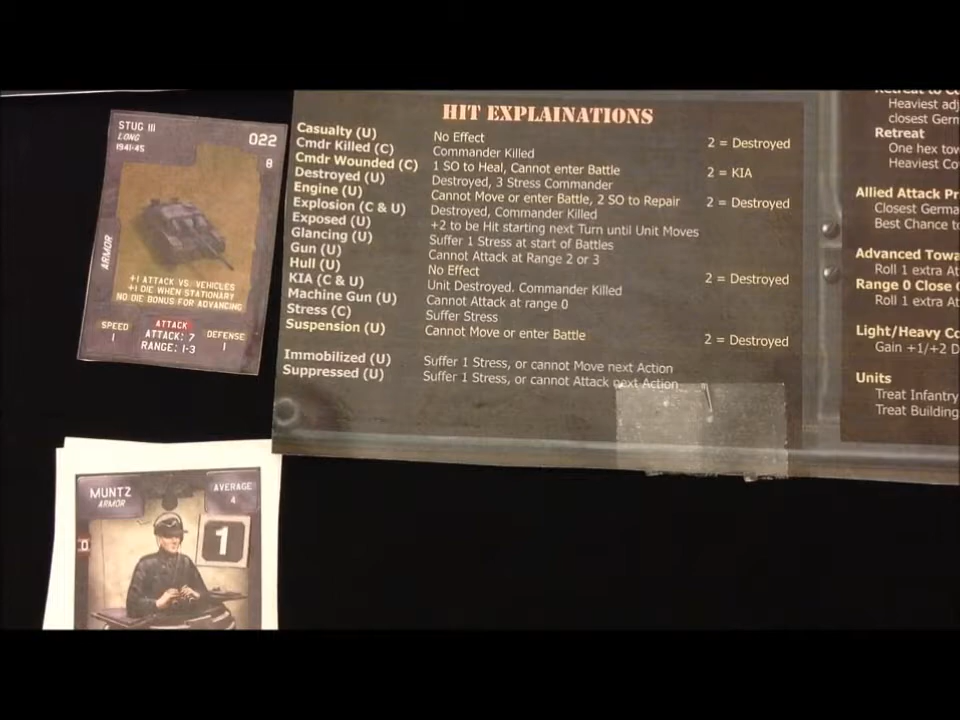 STUG III
LONG
1941-45
022
8
ARMOR
+1 ATTACK VS. VEHICLES
+1 DIE WHEN STATIONARY
NO DIE BONUS FOR ADVANCING
SPEED
1
ATTACK
ATTACK: 7
RANGE: 1-3
DEFENSE
1
MUNTZ
ARMOR
AVERAGE
4
1
HIT EXPLAINATIONS
Casualty (U) No Effect 2 = Destroyed
Cmdr Killed (C) Commander Killed
Cmdr Wounded (C) 1 SO to Heal, Cannot enter Battle 2 = KIA
Destroyed (U) Destroyed, 3 Stress Commander
Engine (U) Cannot Move or enter Battle, 2 SO to Repair 2 = Destroyed
Explosion (C & U) Destroyed, Commander Killed
Exposed (U) +2 to be Hit starting next Turn until Unit Moves
Glancing (U) Suffer 1 Stress at start of Battles
Gun (U) Cannot Attack at Range 2 or 3
Hull (U) No Effect 2 = Destroyed
KIA (C & U) Unit Destroyed. Commander Killed
Machine Gun (U) Cannot Attack at range 0
Stress (C) Suffer Stress
Suspension (U) Cannot Move or enter Battle 2 = Destroyed
Immobilized (U) Suffer 1 Stress, or cannot Move next Action
Suppressed (U) Suffer 1 Stress, or cannot Attack next Action
Retreat to
Heaviest adj
closest Germ
Retreat
One hex tow
Heaviest Co
Allied Attack Pr
Closest Germa
Best Chance to
Advanced Towa
Roll 1 extra At
Range 0 Close
Roll 1 extra At
Light/Heavy Co
Gain +1/+2 D
Units
Treat Infantry
Treat Building